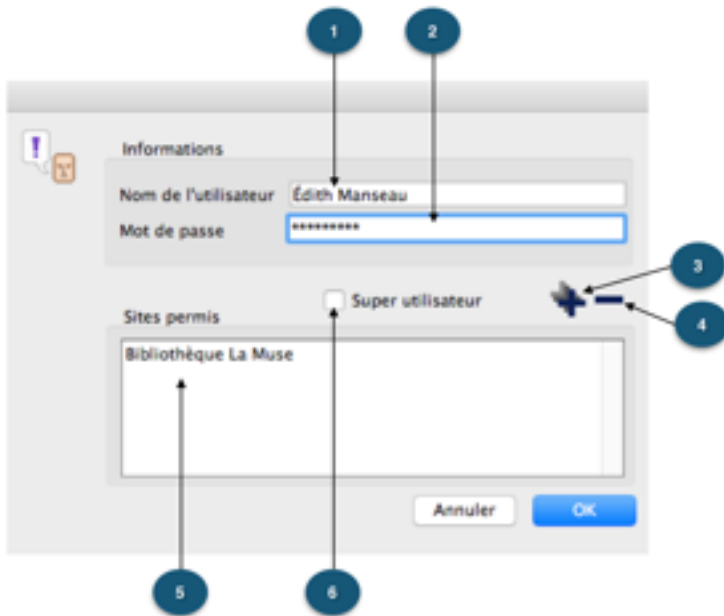 1 2
Informations
Nom de l'utilisateur Édith Manseau
Mot de passe •••••••••
3
Super utilisateur
4
Sites permis
Bibliothèque La Muse
Annuler OK
5 6